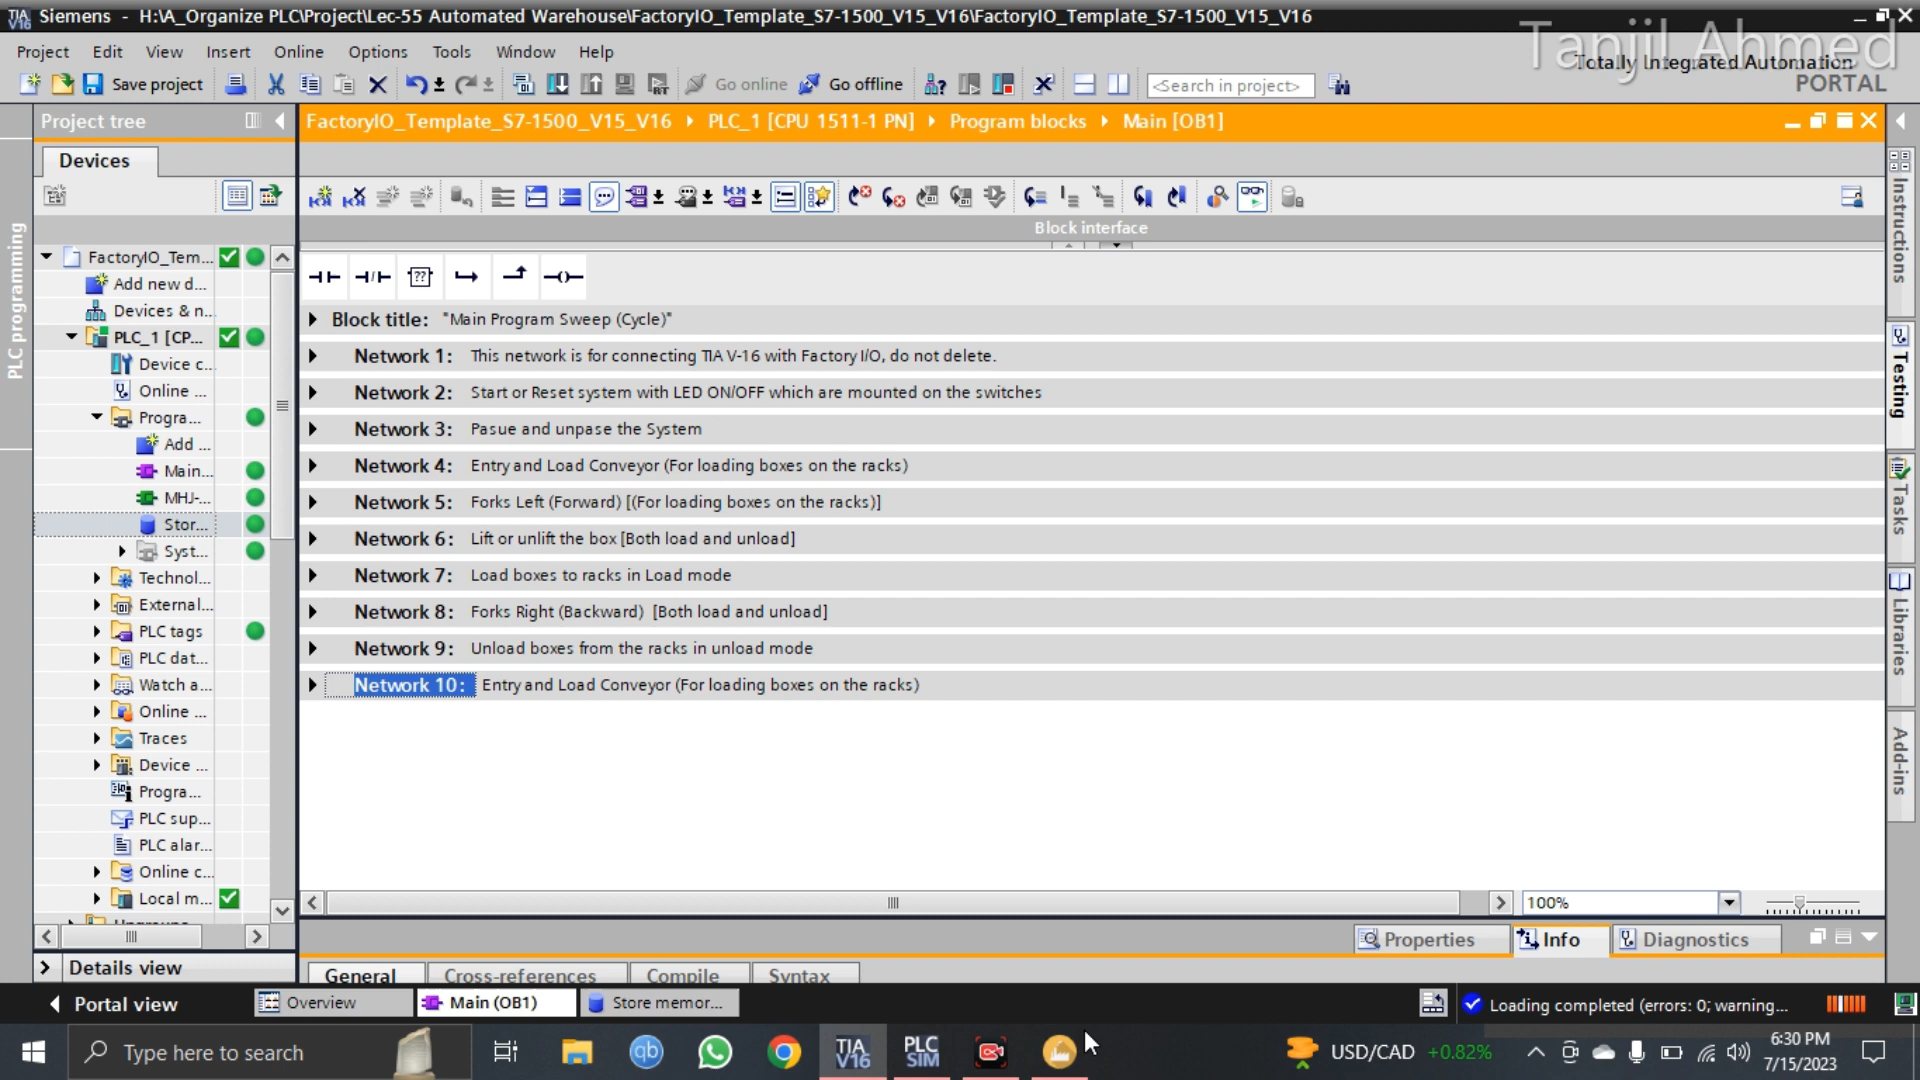 Siemens - H:\A_Organize PLC\Project\Lec-55 Automated Warehouse\FactoryIO_Template_S7-1500_V15_V16\FactoryIO_Template_S7-1500_V15_V16
Tanjil Ahmed
Project Edit View Insert Online Options Tools Window Help
Totally Integrated Automation
PORTAL
Save project
Go online
Go offline
<Search in project>
Project tree
FactoryIO_Template_S7-1500_V15_V16 PLC_1 [CPU 1511-1 PN] Program blocks Main [OB1]
Devices
Block interface
PLC programming
FactoryIO_Tem...
Add new d...
Devices & n...
PLC_1 [CP...
Device c...
Online ...
Progra...
Add ...
Main...
MHJ-...
Stor...
Syst...
Technol...
External...
PLC tags
PLC dat...
Watch a...
Online ...
Traces
Device ...
Progra...
PLC sup...
PLC alar...
Online c...
Local m...
Details view
??
Block title: "Main Program Sweep (Cycle)"
Network 1: This network is for connecting TIA V-16 with Factory I/O, do not delete.
Network 2: Start or Reset system with LED ON/OFF which are mounted on the switches
Network 3: Pasue and unpase the System
Network 4: Entry and Load Conveyor (For loading boxes on the racks)
Network 5: Forks Left (Forward) [(For loading boxes on the racks)]
Network 6: Lift or unlift the box [Both load and unload]
Network 7: Load boxes to racks in Load mode
Network 8: Forks Right (Backward) [Both load and unload]
Network 9: Unload boxes from the racks in unload mode
Network 10: Entry and Load Conveyor (For loading boxes on the racks)
100%
Properties Info Diagnostics
General Cross-references Compile Syntax
Instructions
Testing
Tasks
Libraries
Add-ins
Portal view Overview Main (OB1) Store memor...
Loading completed (errors: 0; warning...
Type here to search
qb
TIA V16
PLC SIM
USD/CAD +0.82%
6:30 PM
7/15/2023